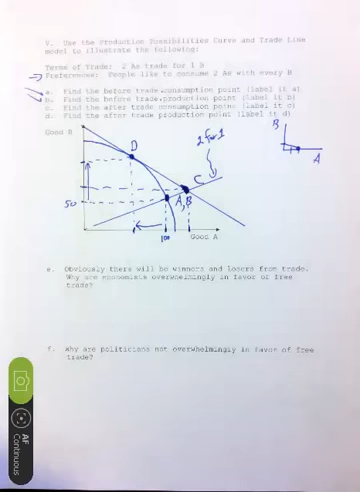 V. Use the Production Possibilities Curve and Trade Line
model to illustrate the following:
Terms of Trade: 2 As trade for 1 B
Preferences: People like to consume 2 As with every B
a. Find the before trade consumption point (label it a)
b. Find the before trade production point (label it b)
c. Find the after trade consumption point (label it c)
d. Find the after trade production point (label it d)
Good B
2 for 1
B
A
D
C
A,B
50
100
Good A
e. Obviously there will be winners and losers from trade.
Why are economists overwhelmingly in favor of free
trade?
f. Why are politicians not overwhelmingly in favor of free
trade?
AF
Continuous